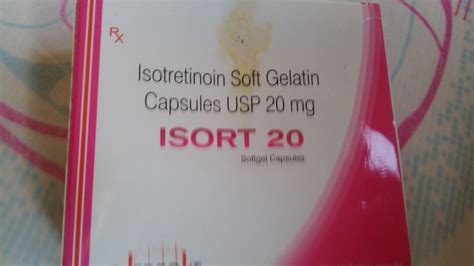 Rx
Isotretinoin Soft Gelatin
Capsules USP 20 mg
ISORT 20
Softgel Capsules